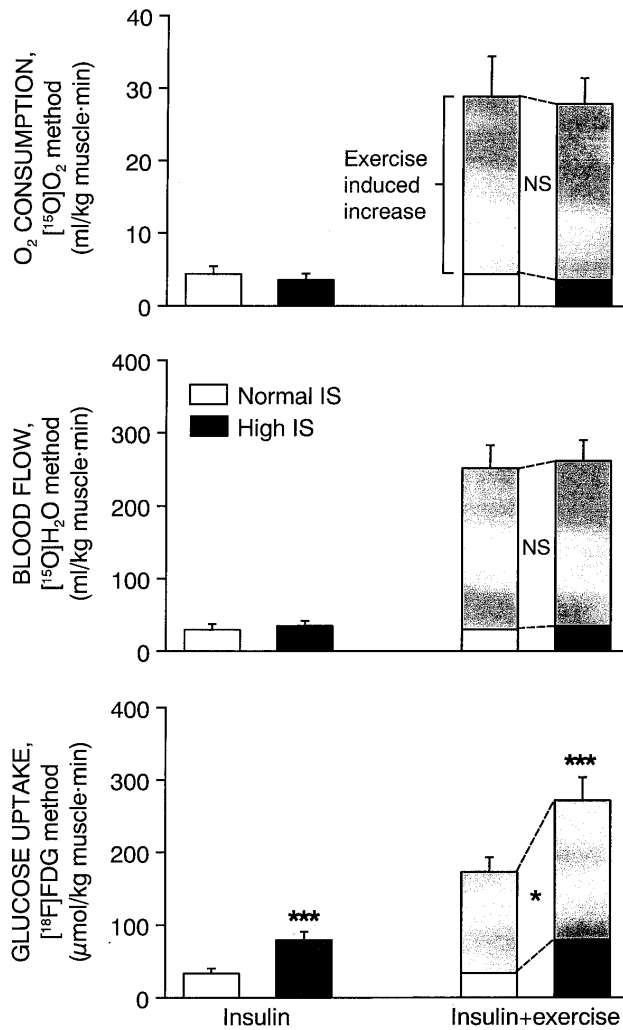 O₂ CONSUMPTION,
[¹⁵O]O₂ method
(ml/kg muscle·min)
40
30
20
10
0
Exercise
induced
increase
NS
BLOOD FLOW,
[¹⁵O]H₂O method
(ml/kg muscle·min)
400
300
200
100
0
Normal IS
High IS
NS
GLUCOSE UPTAKE,
[¹⁸F]FDG method
(µmol/kg muscle·min)
400
300
200
100
0
***
***
*
Insulin
Insulin+exercise